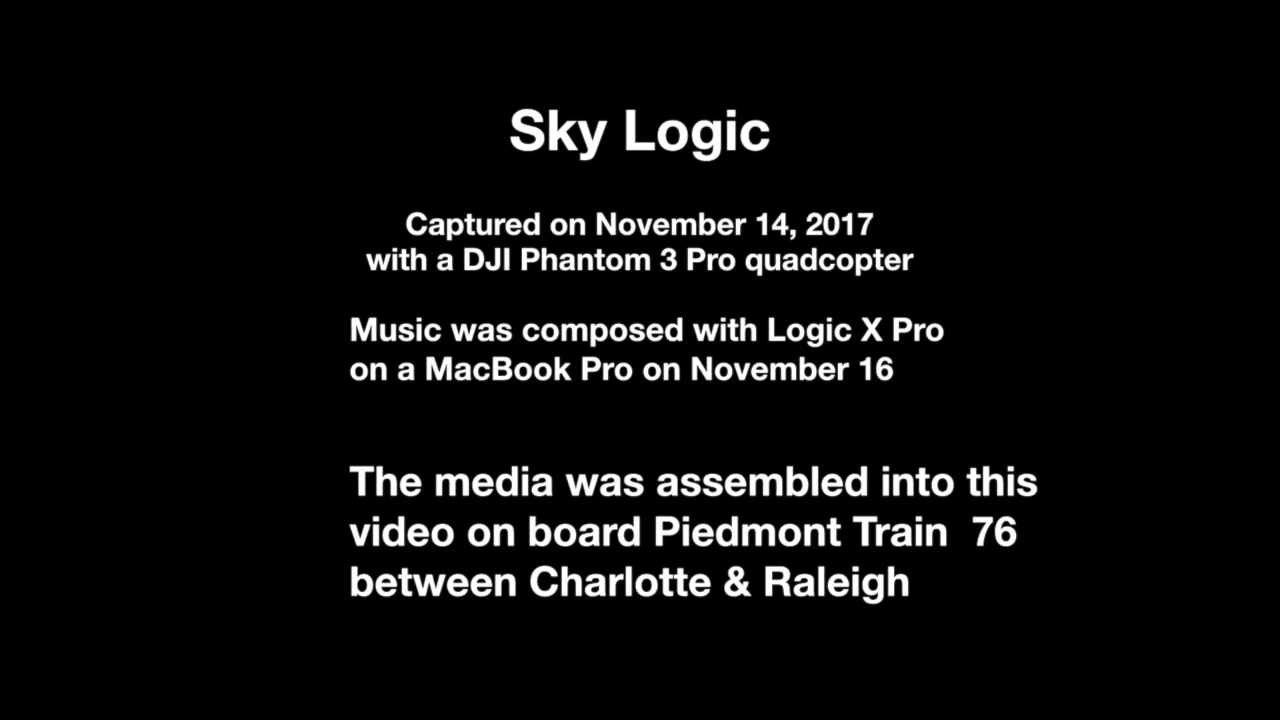 Sky Logic
Captured on November 14, 2017
with a DJI Phantom 3 Pro quadcopter
Music was composed with Logic X Pro
on a MacBook Pro on November 16
The media was assembled into this
video on board Piedmont Train  76
between Charlotte & Raleigh